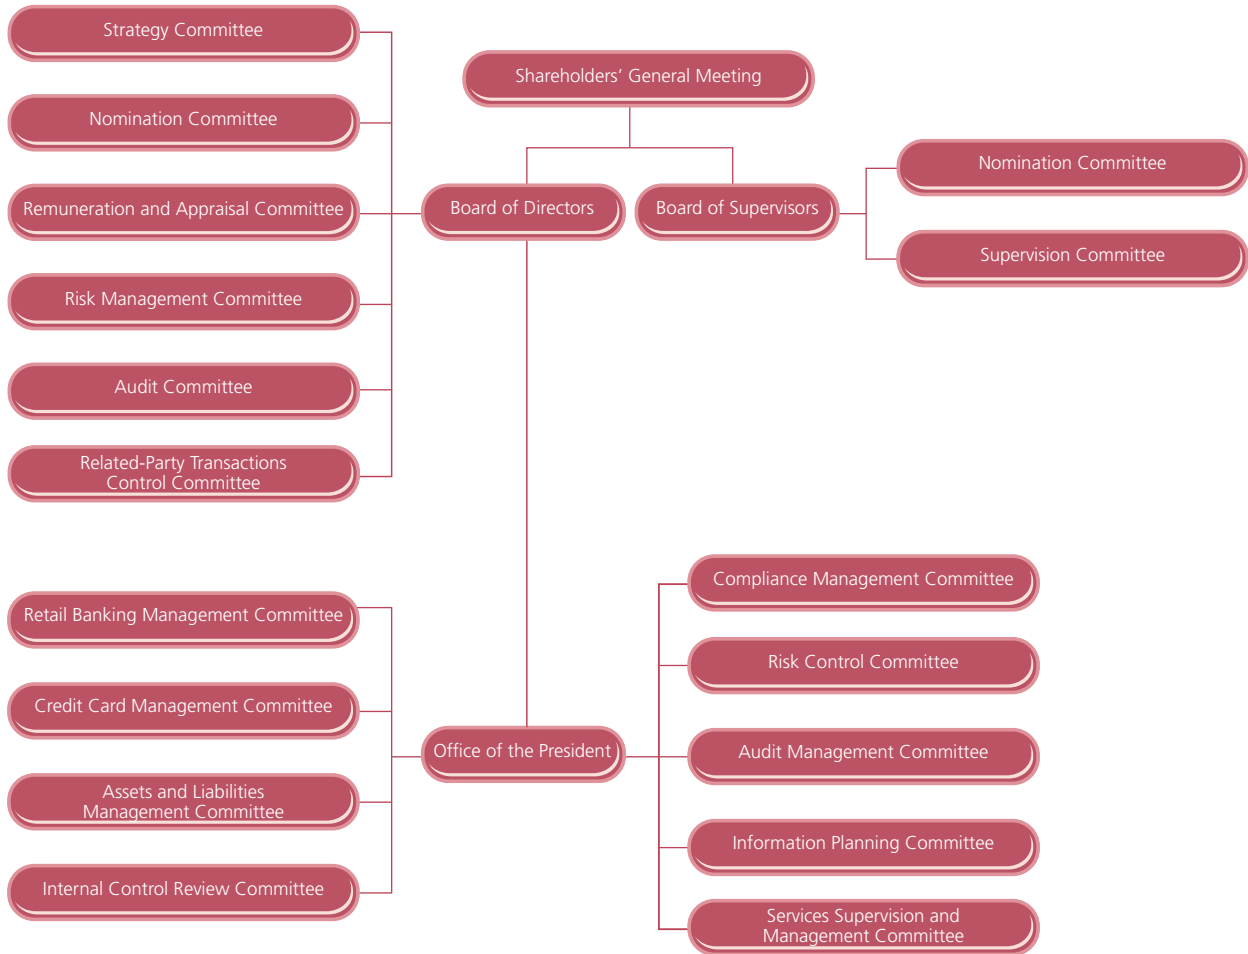 Strategy Committee
Shareholders’ General Meeting
Nomination Committee
Nomination Committee
Remuneration and Appraisal Committee
Board of Directors
Board of Supervisors
Supervision Committee
Risk Management Committee
Audit Committee
Related-Party Transactions
Control Committee
Compliance Management Committee
Retail Banking Management Committee
Risk Control Committee
Credit Card Management Committee
Office of the President
Audit Management Committee
Assets and Liabilities
Management Committee
Information Planning Committee
Internal Control Review Committee
Services Supervision and
Management Committee